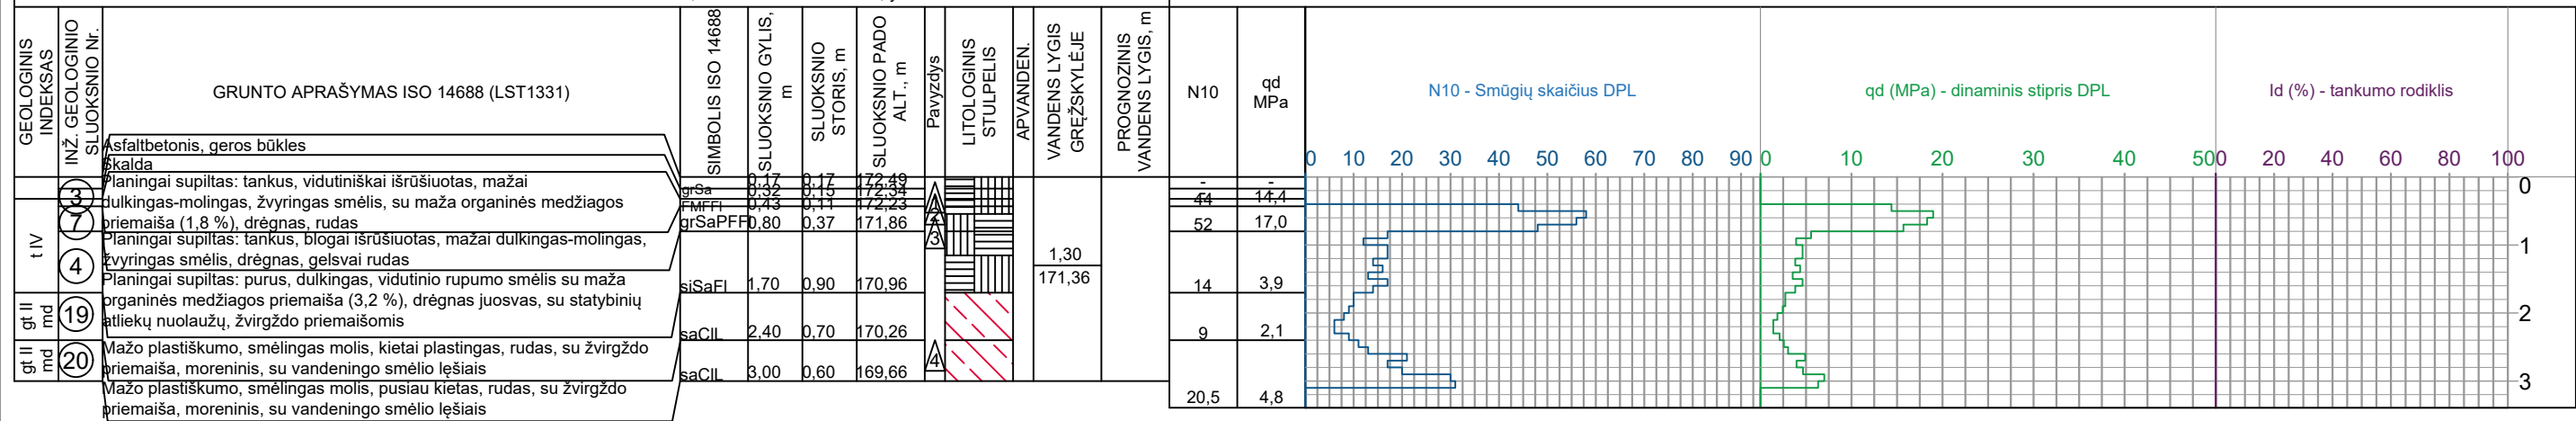 GEOLOGINIS
INDEKSAS
INŽ. GEOLOGINIO
SLUOKSNIO Nr.
GRUNTO APRAŠYMAS ISO 14688 (LST1331)
SIMBOLIS ISO 14688
SLUOKSNIO GYLIS,
m
SLUOKSNIO
STORIS, m
SLUOKSNIO PADO
ALT., m
Pavyzdys
LITOLOGINIS
STULPELIS
APVANDEN.
VANDENS LYGIS
GRĘŽSKYLĖJE
PROGNOZINIS
VANDENS LYGIS, m
N10
qd
MPa
N10 - Smūgių skaičius DPL
qd (MPa) - dinaminis stipris DPL
Id (%) - tankumo rodiklis
0 10 20 30 40 50 60 70 80 90
0 10 20 30 40 50
0 20 40 60 80 100
Asfaltbetonis, geros būkles
Skalda
0,17 0,17 172,49 - -
3
Planingai supiltas: tankus, vidutiniškai išrūšiuotas, mažai
dulkingas-molingas, žvyringas smėlis, su maža organinės medžiagos
priemaiša (1,8 %), drėgnas, rudas
grSa 0,32 0,15 172,34
44 14,4
FMFFI 0,43 0,11 172,23
7
Planingai supiltas: tankus, blogai išrūšiuotas, mažai dulkingas-molingas,
žvyringas smėlis, drėgnas, gelsvai rudas
grSaPFFI 0,80 0,37 171,86
2
3
52 17,0
t IV
4
Planingai supiltas: purus, dulkingas, vidutinio rupumo smėlis su maža
organinės medžiagos priemaiša (3,2 %), drėgnas juosvas, su statybinių
atliekų nuolaužų, žvirgždo priemaišomis
siSaFl 1,70 0,90 170,96
1,30
171,36
14 3,9
gt II
md
19
Mažo plastiškumo, smėlingas molis, kietai plastingas, rudas, su žvirgždo
priemaiša, moreninis, su vandeningo smėlio lęšiais
saClL 2,40 0,70 170,26
9 2,1
gt II
md
20
Mažo plastiškumo, smėlingas molis, pusiau kietas, rudas, su žvirgždo
priemaiša, moreninis, su vandeningo smėlio lęšiais
saClL 3,00 0,60 169,66
4
20,5 4,8
0
1
2
3